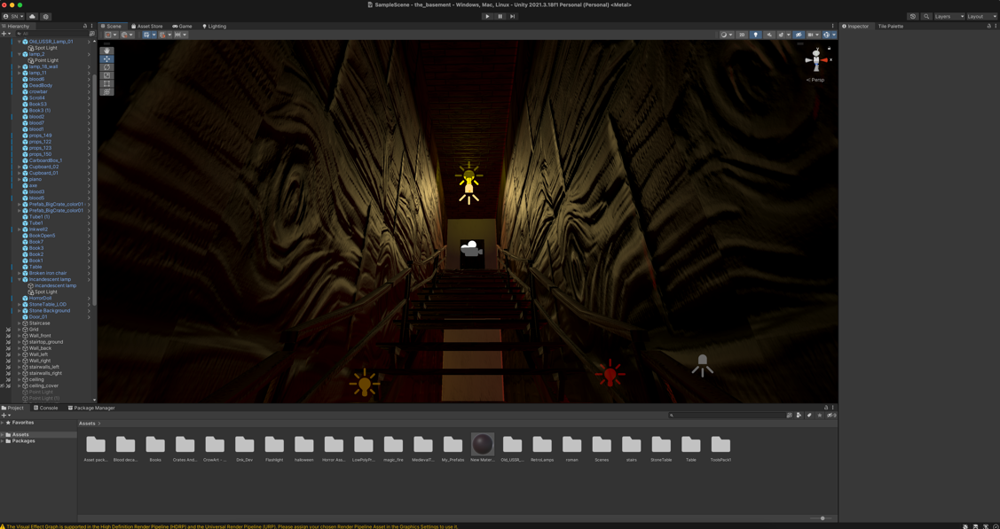 SampleScene - the_basement - Windows, Mac, Linux - Unity 2021.3.18f1 Personal (Personal) <Metal>
SN
Layers
Layout
Hierarchy
Scene
Asset Store
Game
Lighting
Inspector
Tile Palette
All
2D
Old_USSR_Lamp_01
Spot Light
lamp_2
Point Light
lamp_18_wall
lamp_11
blood6
DeadBody
crowbar
Scroll4
Book53
Book3 (1)
blood2
blood7
blood1
props_149
props_122
props_123
props_150
CarboardBox_1
Cupboard_02
Cupboard_01
piano
axe
blood3
blood5
Prefab_BigCrate_color01
Prefab_BigCrate_color01
Tube1 (1)
Tube1
Inkwell2
BookOpen5
Book7
Book3
Book2
Book1
Table
Broken iron chair
Incandescent lamp
Incandescent lamp
Spot Light
HorrorDoll
StoneTable_LOD
Stone Background
Door_01
Staircase
Grid
Wall_front
stairtop_ground
Wall_back
Wall_left
Wall_right
stairwalls_left
stairwalls_right
ceiling
ceiling_cover
Point Light
Point Light (1)
x
< Persp
Project
Console
Package Manager
Favorites
Assets
Packages
Assets
Asset pack...
Blood deca...
Books
Crates And...
CrowArt - ...
Dnk_Dev
Flashlight
halloween
Horror Ass...
LowPolyPi...
magic_fire
MedievalT...
My_Prefabs
New Mater...
Old_USSR_...
RetroLamps
roman
Scenes
stairs
StoneTable
Table
ToolsPack1
The Visual Effect Graph is supported in the High Definition Render Pipeline (HDRP) and the Universal Render Pipeline (URP). Please assign your chosen Render Pipeline Asset in the Graphics Settings to use it.